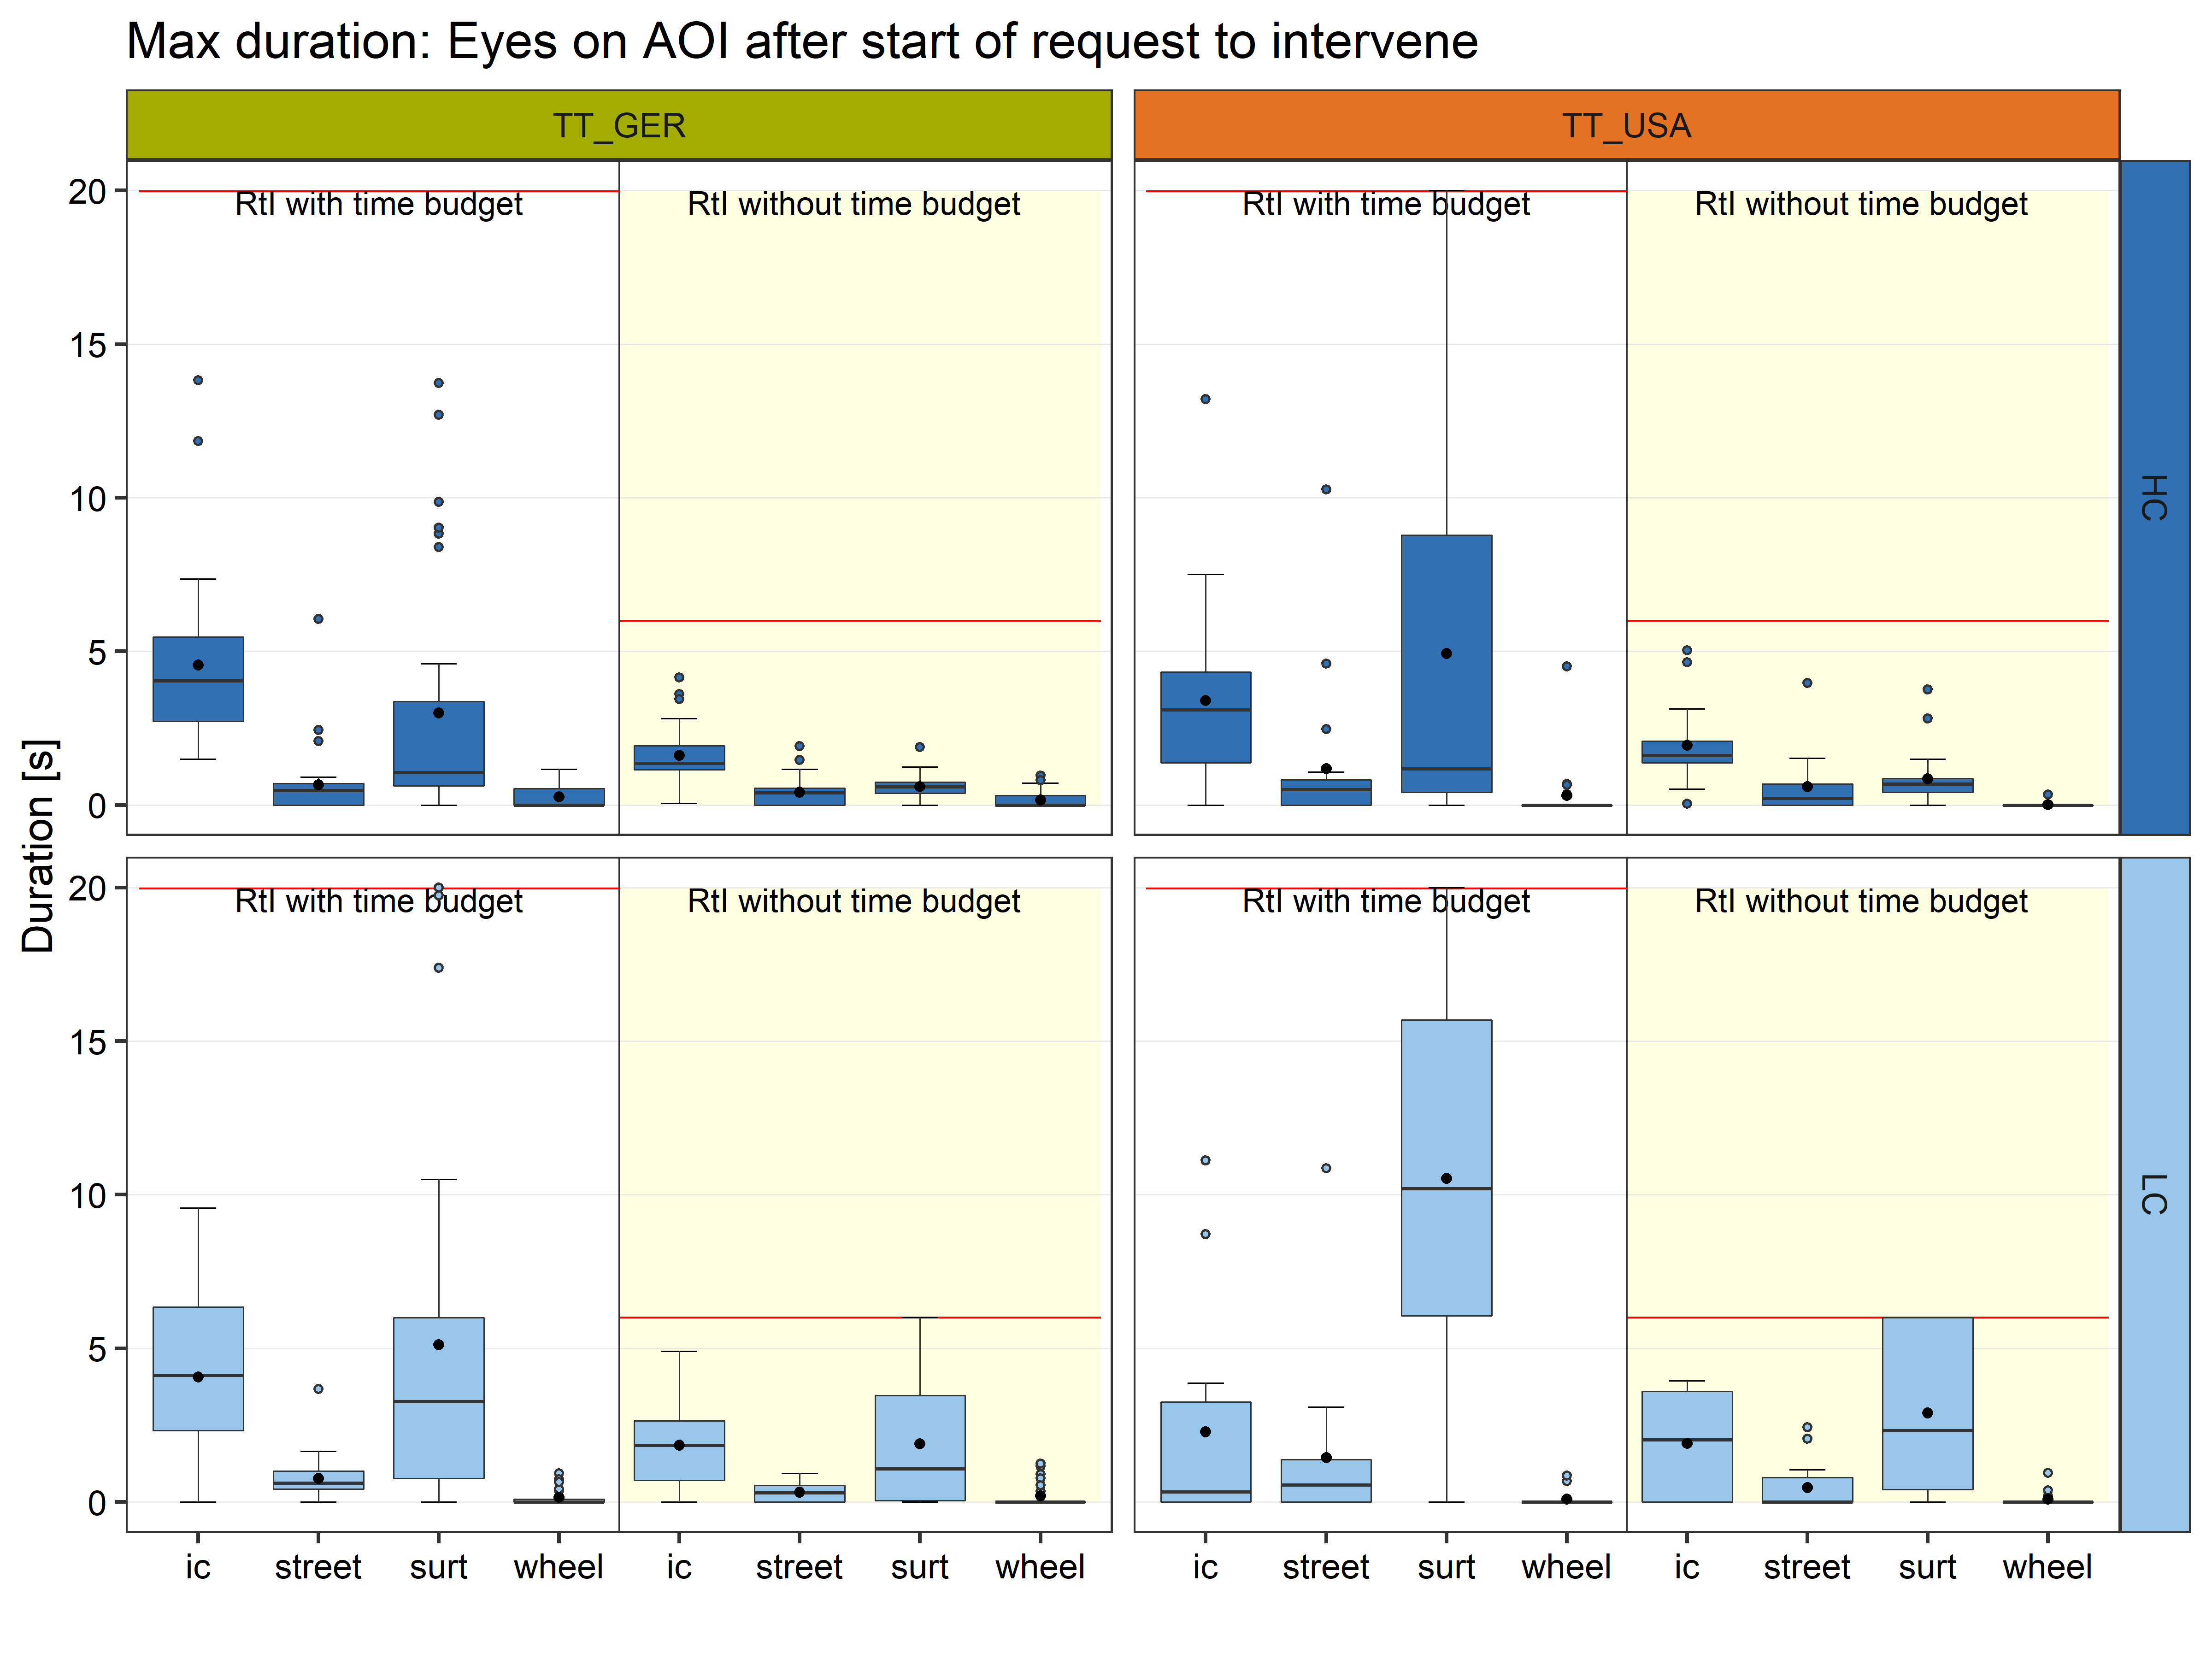 Max duration: Eyes on AOI after start of request to intervene
TT_GER
TT_USA
20
15
10
5
0
RtI with time budget
RtI without time budget
RtI with time budget
RtI without time budget
HC
Duration [s]
20
15
10
5
0
RtI with time budget
RtI without time budget
RtI with time budget
RtI without time budget
LC
ic street surt wheel ic street surt wheel ic street surt wheel ic street surt wheel